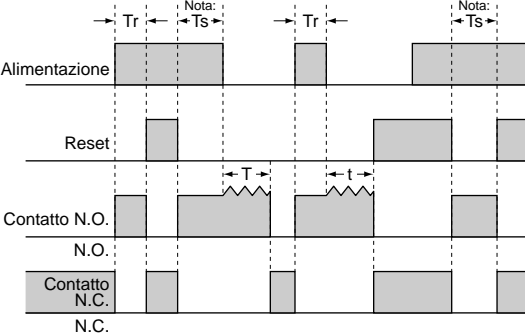 Nota: Nota:
Tr Ts Tr Ts
Alimentazione
Reset
T t
Contatto N.O.
N.O.
Contatto
N.C.
N.C.